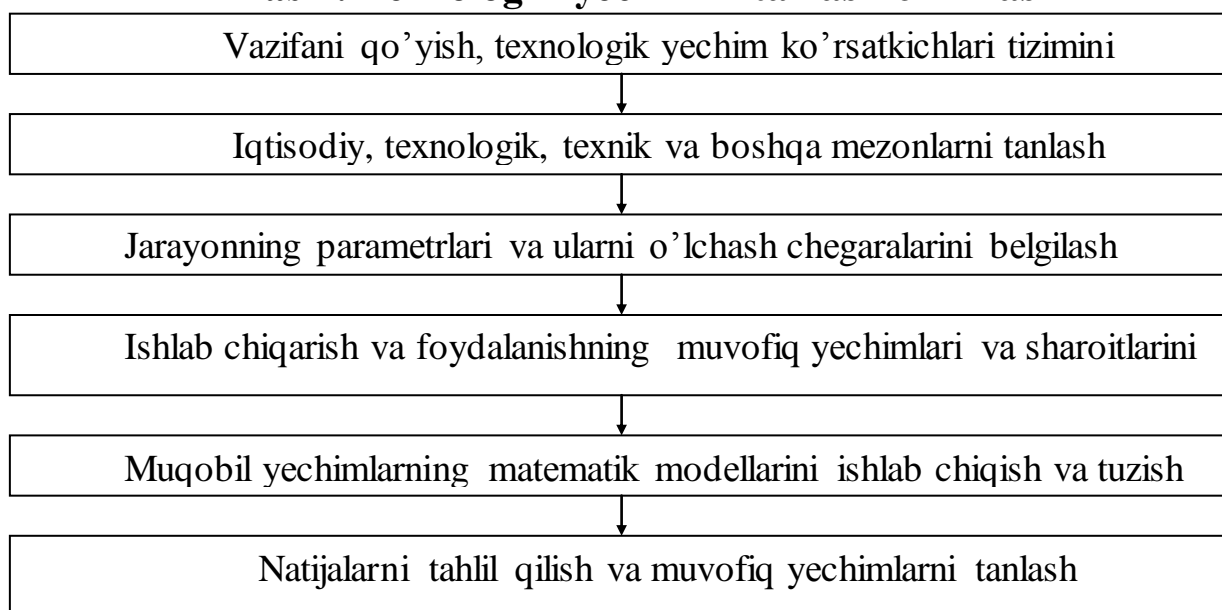 Vazifani qo’yish, texnologik yechim ko’rsatkichlari tizimini
Iqtisodiy, texnologik, texnik va boshqa mezonlarni tanlash
Jarayonning parametrlari va ularni o’lchash chegaralarini belgilash
Ishlab chiqarish va foydalanishning muvofiq yechimlari va sharoitlarini
Muqobil yechimlarning matematik modellarini ishlab chiqish va tuzish
Natijalarni tahlil qilish va muvofiq yechimlarni tanlash